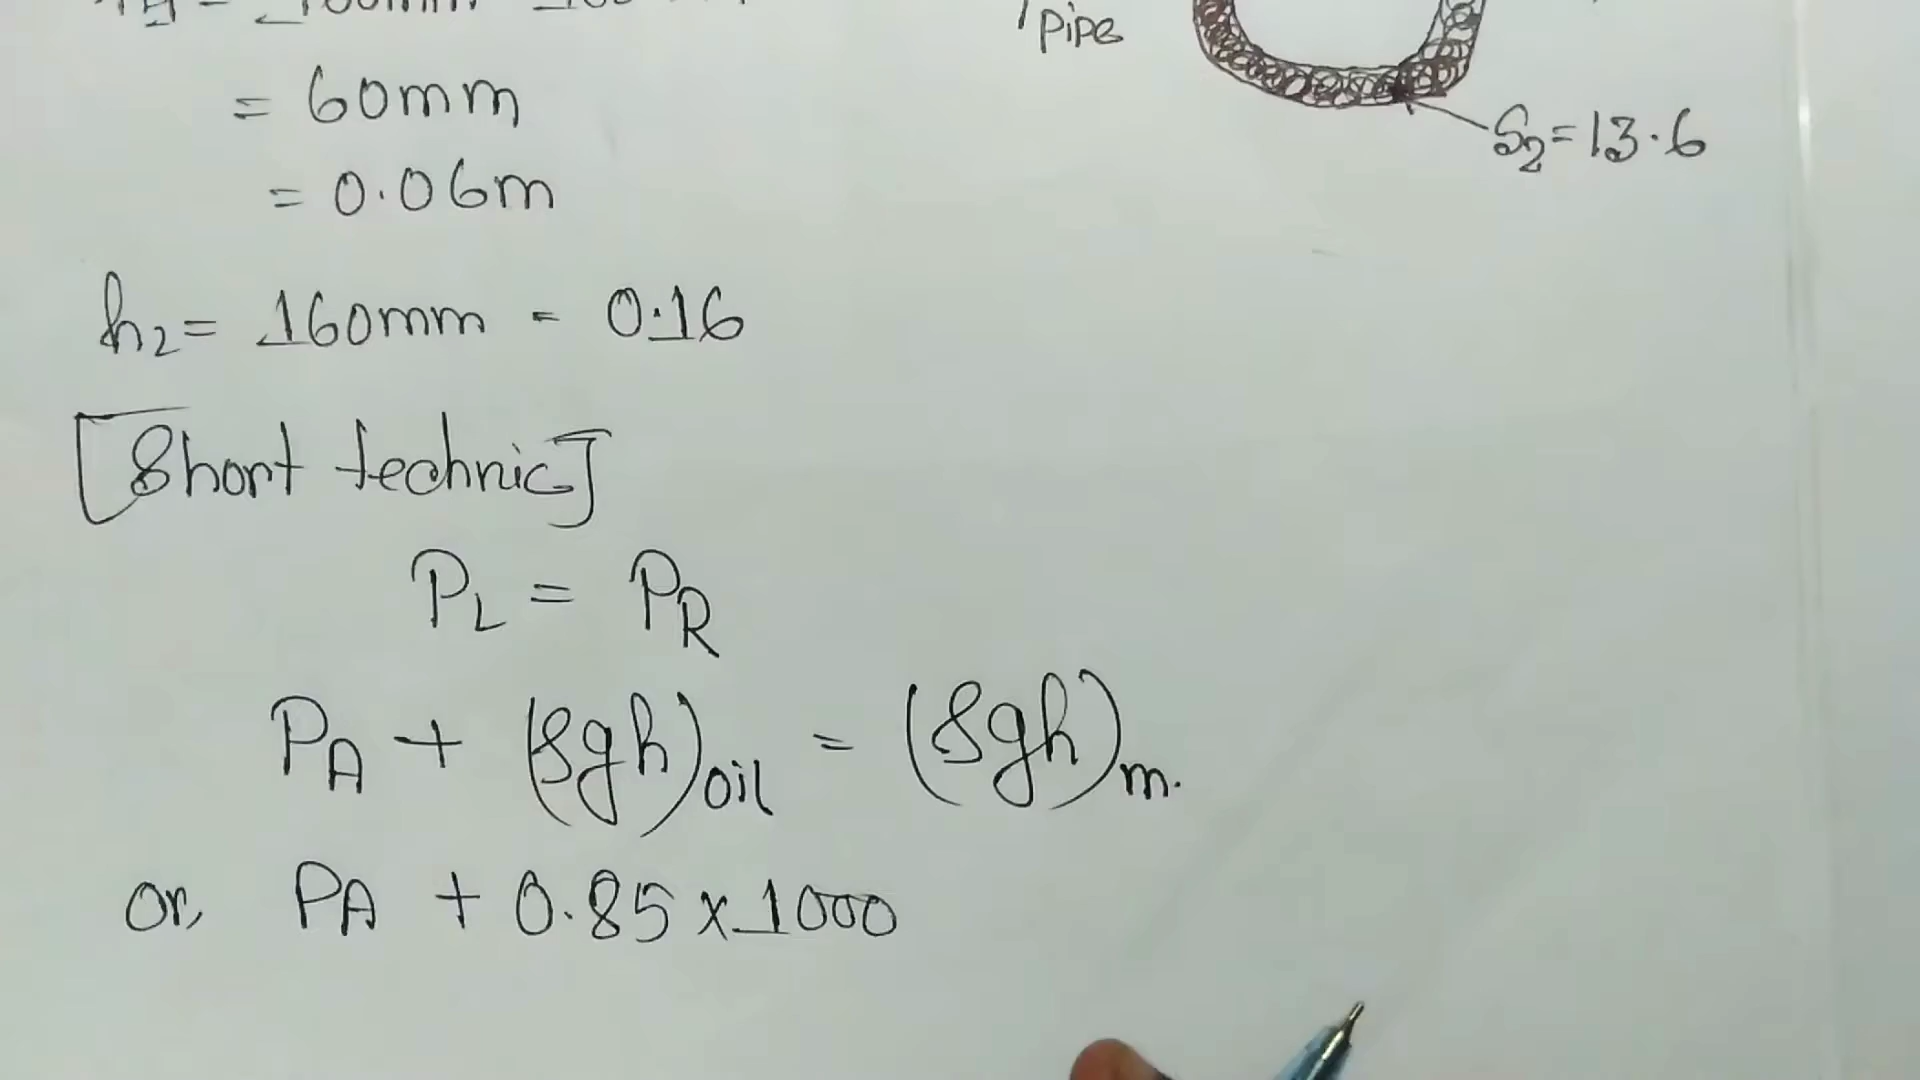 pipe
= 60mm
= 0.06m
S2=13.6
h2= 160mm = 0.16
[Short technic]
PL = PR
PA + (ρgh)oil = (ρgh)m.
or, PA + 0.85 x 1000